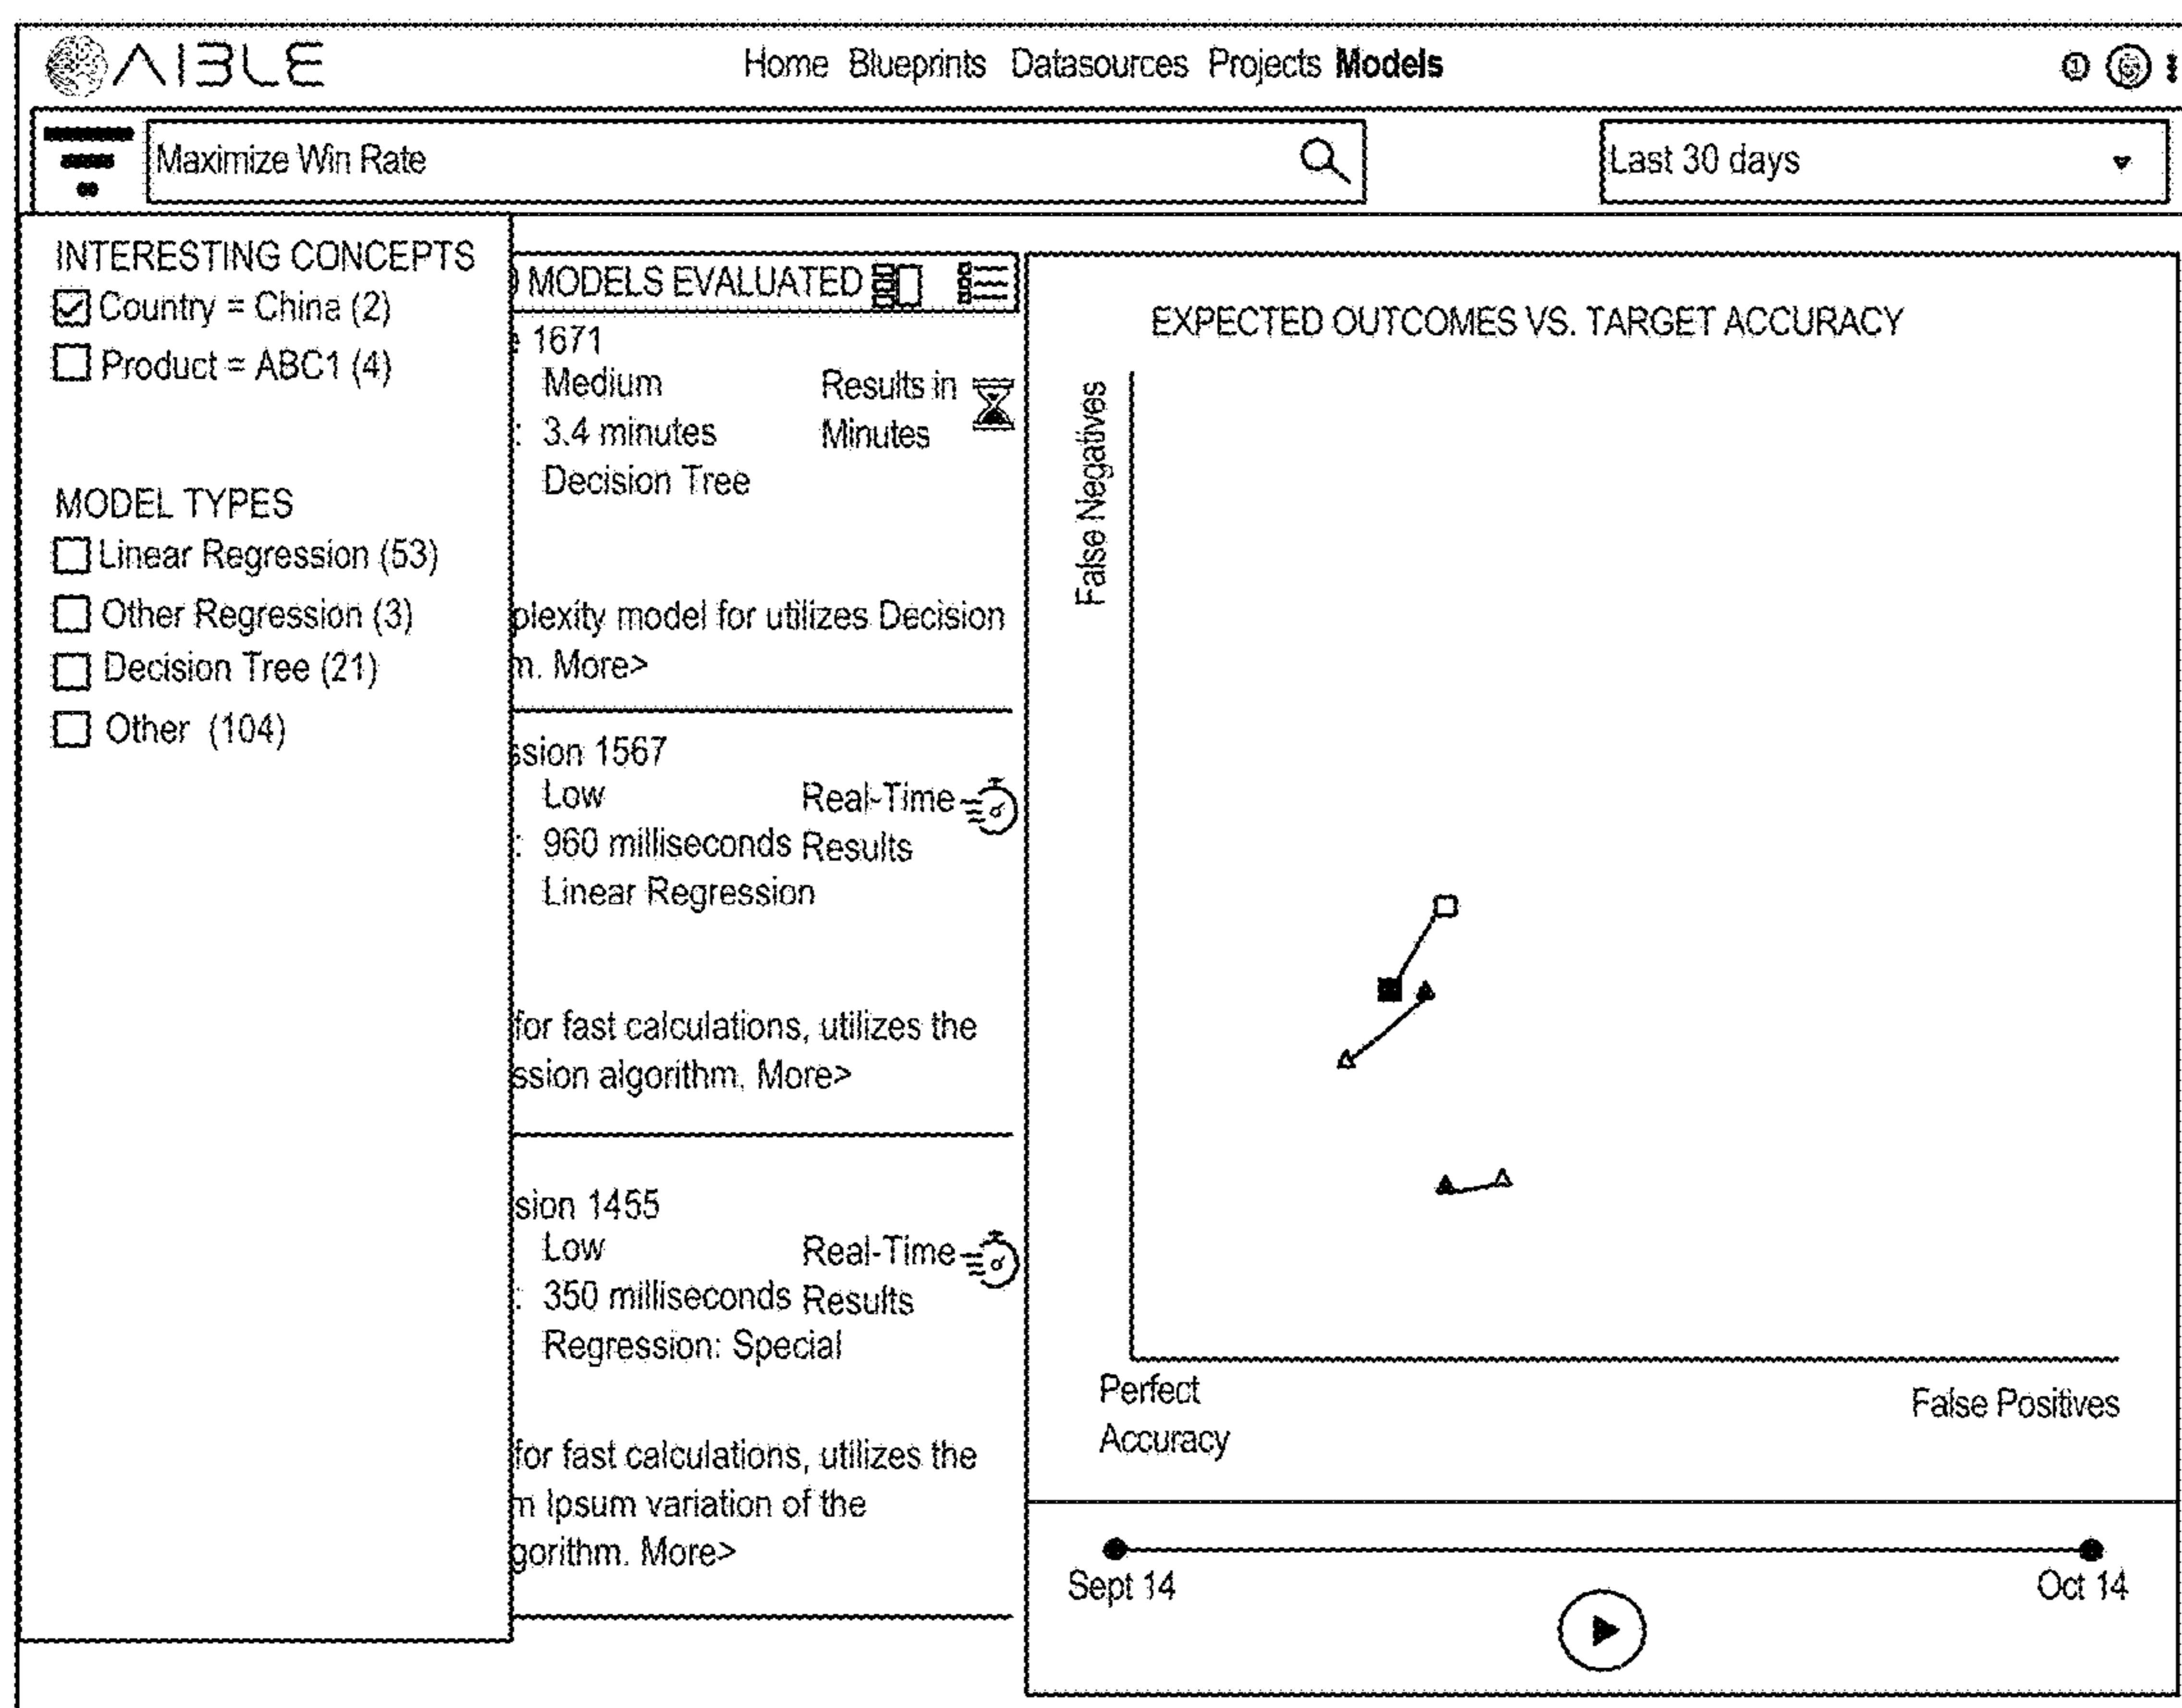 AIBLE
Home Blueprints Datasources Projects Models
Maximize Win Rate
Last 30 days
INTERESTING CONCEPTS
Country = China (2)
Product = ABC1 (4)
MODEL TYPES
Linear Regression (53)
Other Regression (3)
Decision Tree (21)
Other (104)
MODELS EVALUATED
1671
Medium
Results in
: 3.4 minutes
Minutes
Decision Tree
plexity model for utilizes Decision
m. More>
ssion 1567
Low
Real-Time
: 960 milliseconds
Results
Linear Regression
for fast calculations, utilizes the
ssion algorithm. More>
sion 1455
Low
Real-Time
: 350 milliseconds
Results
Regression: Special
for fast calculations, utilizes the
m Ipsum variation of the
gorithm. More>
EXPECTED OUTCOMES VS. TARGET ACCURACY
False Negatives
Perfect
Accuracy
False Positives
Sept 14
Oct 14